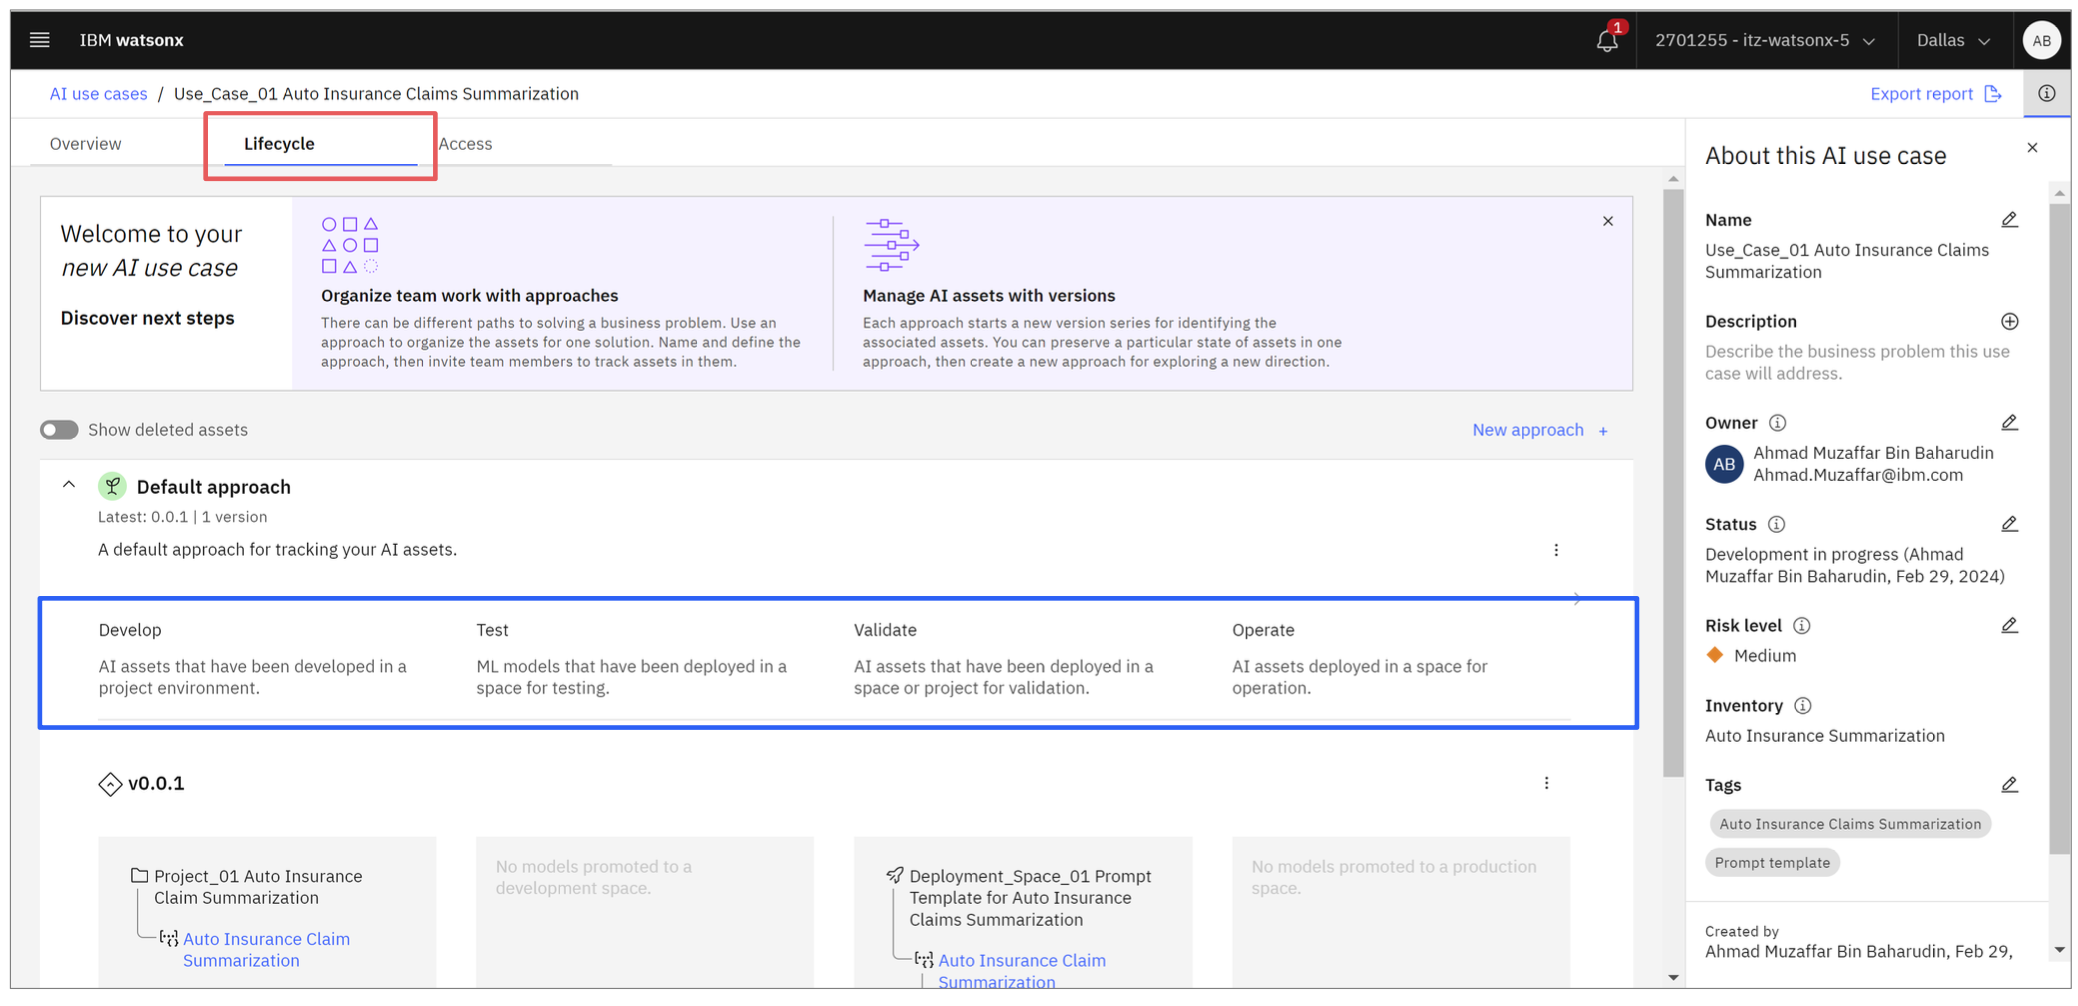 IBM watsonx
1
2701255 - itz-watsonx-5
Dallas
AB
AI use cases / Use_Case_01 Auto Insurance Claims Summarization
Export report
Overview
Lifecycle
Access
Welcome to your
new AI use case
Discover next steps
Organize team work with approaches
There can be different paths to solving a business problem. Use an
approach to organize the assets for one solution. Name and define the
approach, then invite team members to track assets in them.
Manage AI assets with versions
Each approach starts a new version series for identifying the
associated assets. You can preserve a particular state of assets in one
approach, then create a new approach for exploring a new direction.
Show deleted assets
New approach +
Default approach
Latest: 0.0.1 | 1 version
A default approach for tracking your AI assets.
Develop
AI assets that have been developed in a
project environment.
Test
ML models that have been deployed in a
space for testing.
Validate
AI assets that have been deployed in a
space or project for validation.
Operate
AI assets deployed in a space for
operation.
v0.0.1
Project_01 Auto Insurance
Claim Summarization
Auto Insurance Claim
Summarization
No models promoted to a
development space.
Deployment_Space_01 Prompt
Template for Auto Insurance
Claims Summarization
Auto Insurance Claim
Summarization
No models promoted to a production
space.
About this AI use case
Name
Use_Case_01 Auto Insurance Claims
Summarization
Description
Describe the business problem this use
case will address.
Owner
AB
Ahmad Muzaffar Bin Baharudin
Ahmad.Muzaffar@ibm.com
Status
Development in progress (Ahmad
Muzaffar Bin Baharudin, Feb 29, 2024)
Risk level
Medium
Inventory
Auto Insurance Summarization
Tags
Auto Insurance Claims Summarization
Prompt template
Created by
Ahmad Muzaffar Bin Baharudin, Feb 29,